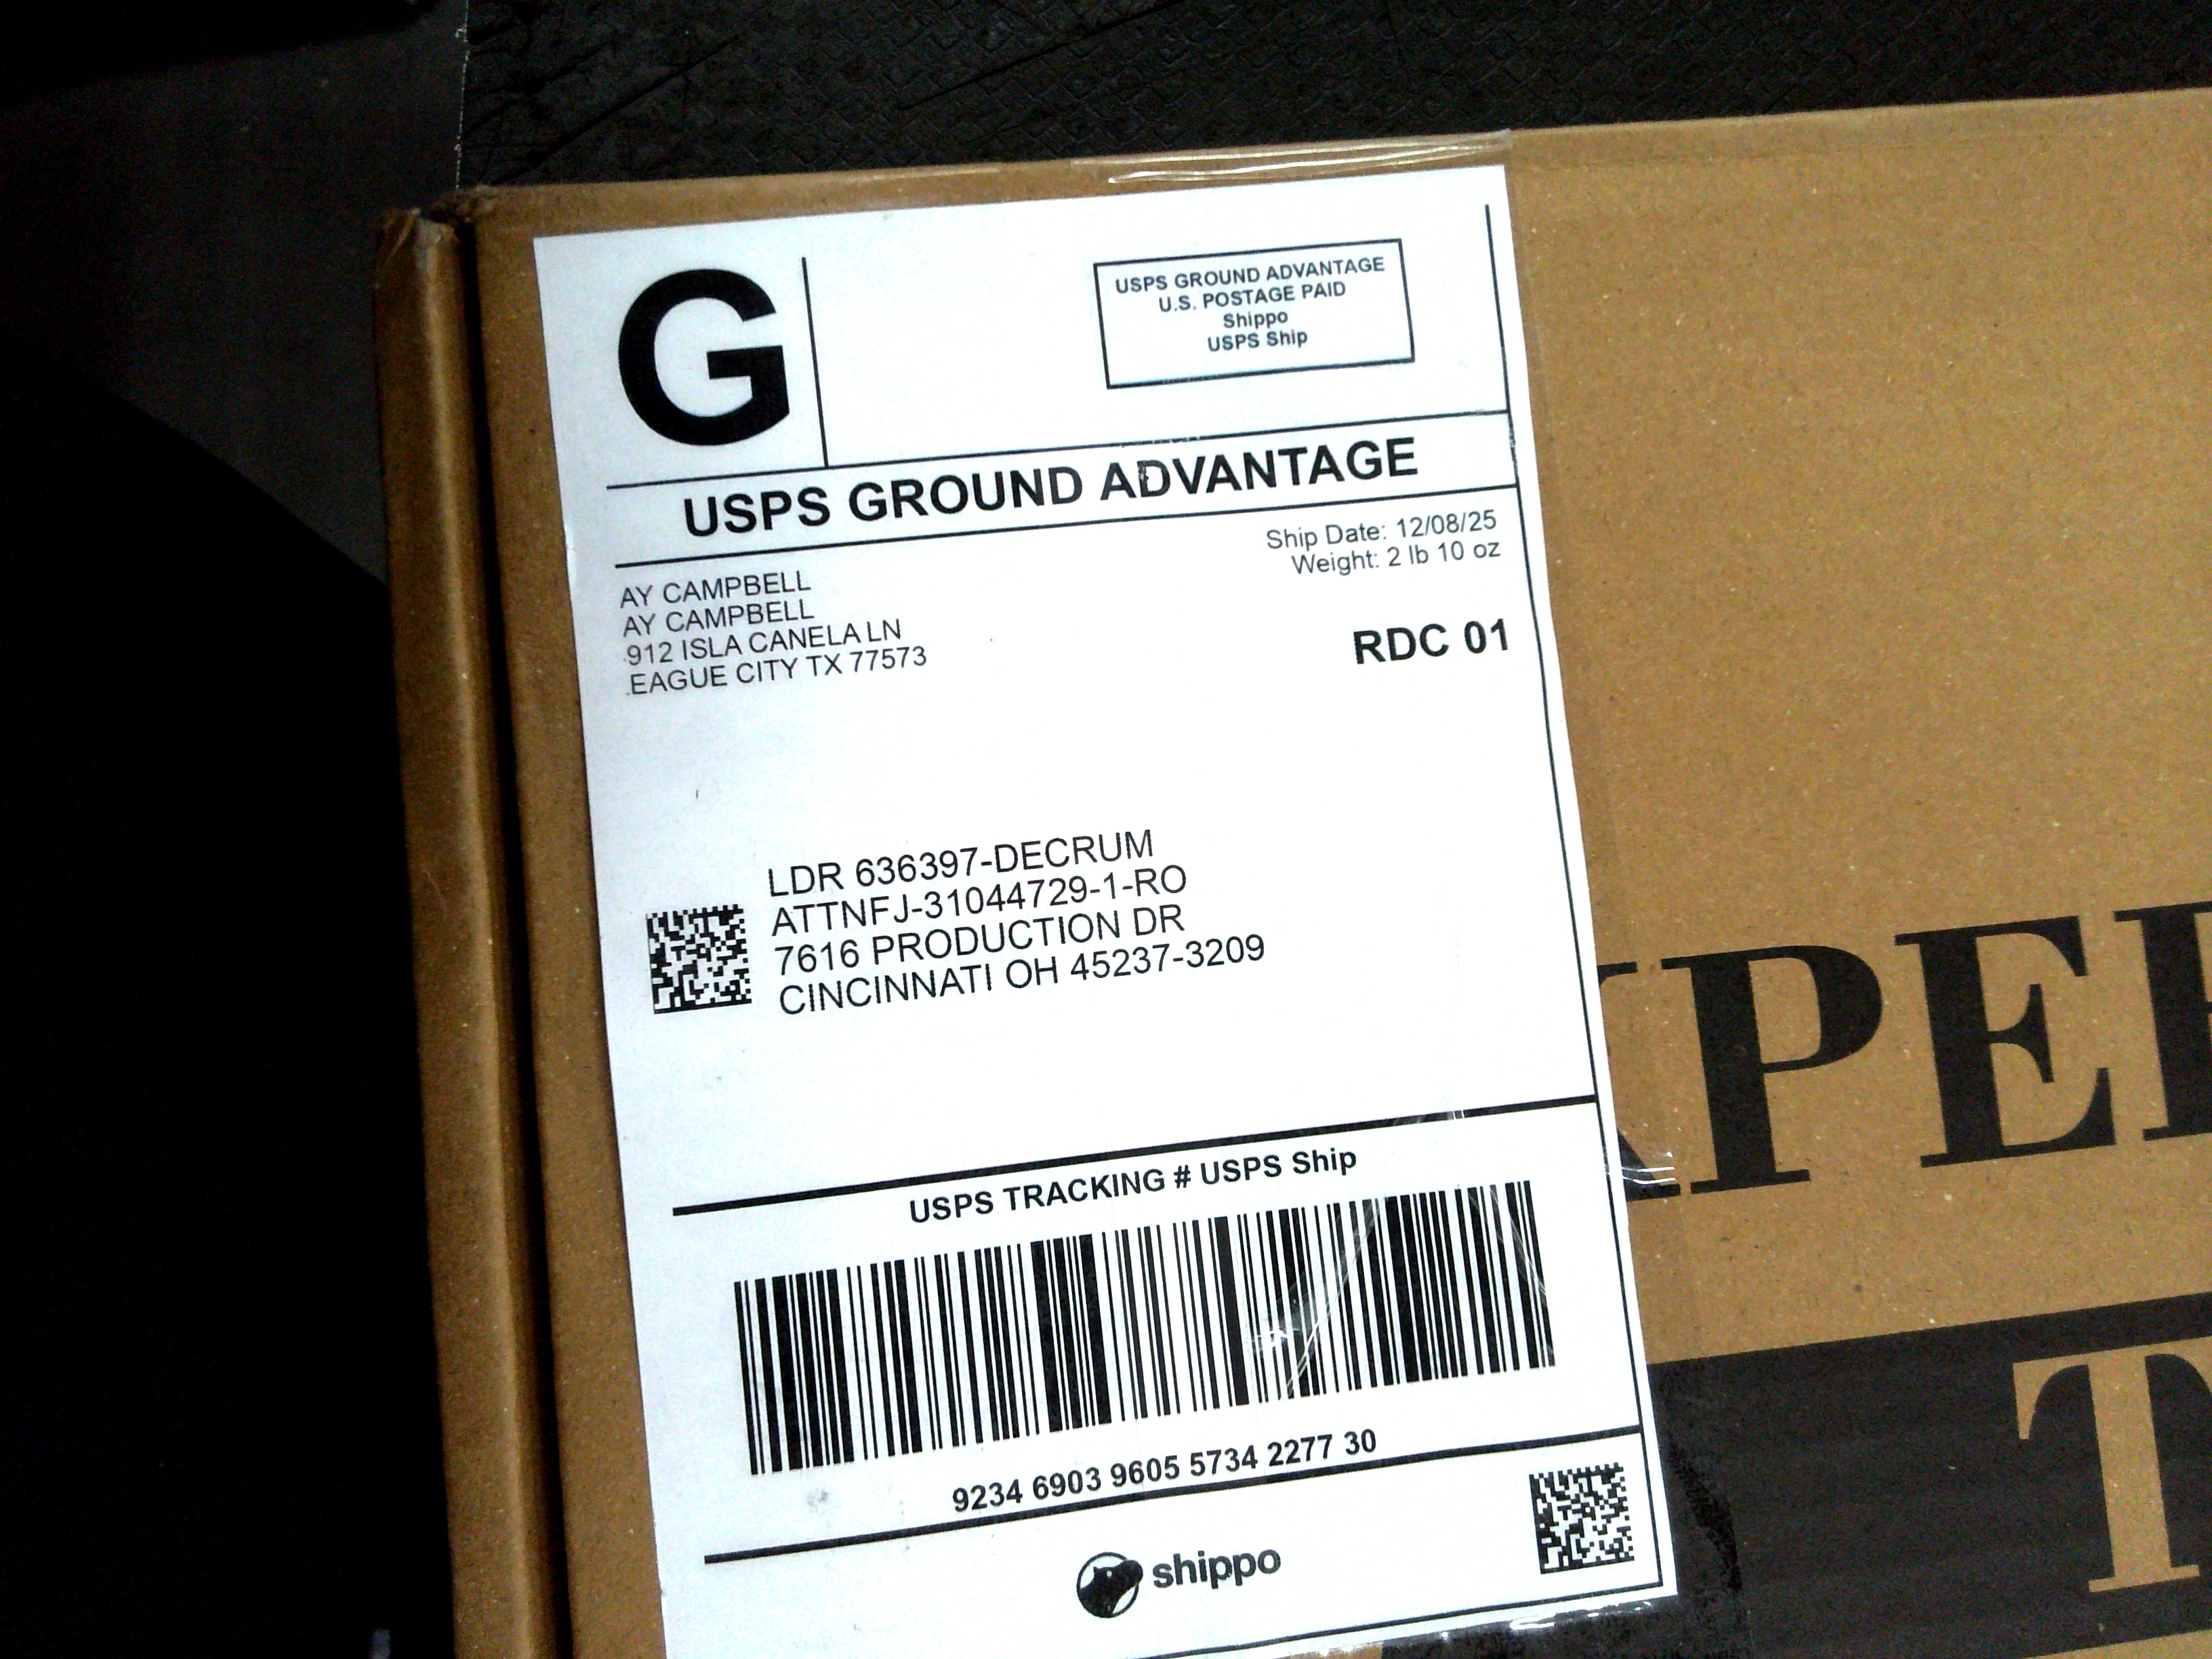 G
USPS GROUND ADVANTAGE
U.S. POSTAGE PAID
Shippo
USPS Ship
USPS GROUND ADVANTAGE
Ship Date: 12/08/25
Weight: 2 lb 10 oz
AY CAMPBELL
AY CAMPBELL
912 ISLA CANELA LN
EAGUE CITY TX 77573
RDC 01
LDR 636397-DECRUM
ATTNFJ-31044729-1-RO
7616 PRODUCTION DR
CINCINNATI OH 45237-3209
USPS TRACKING # USPS Ship
9234 6903 9605 5734 2277 30
shippo
XPER
T